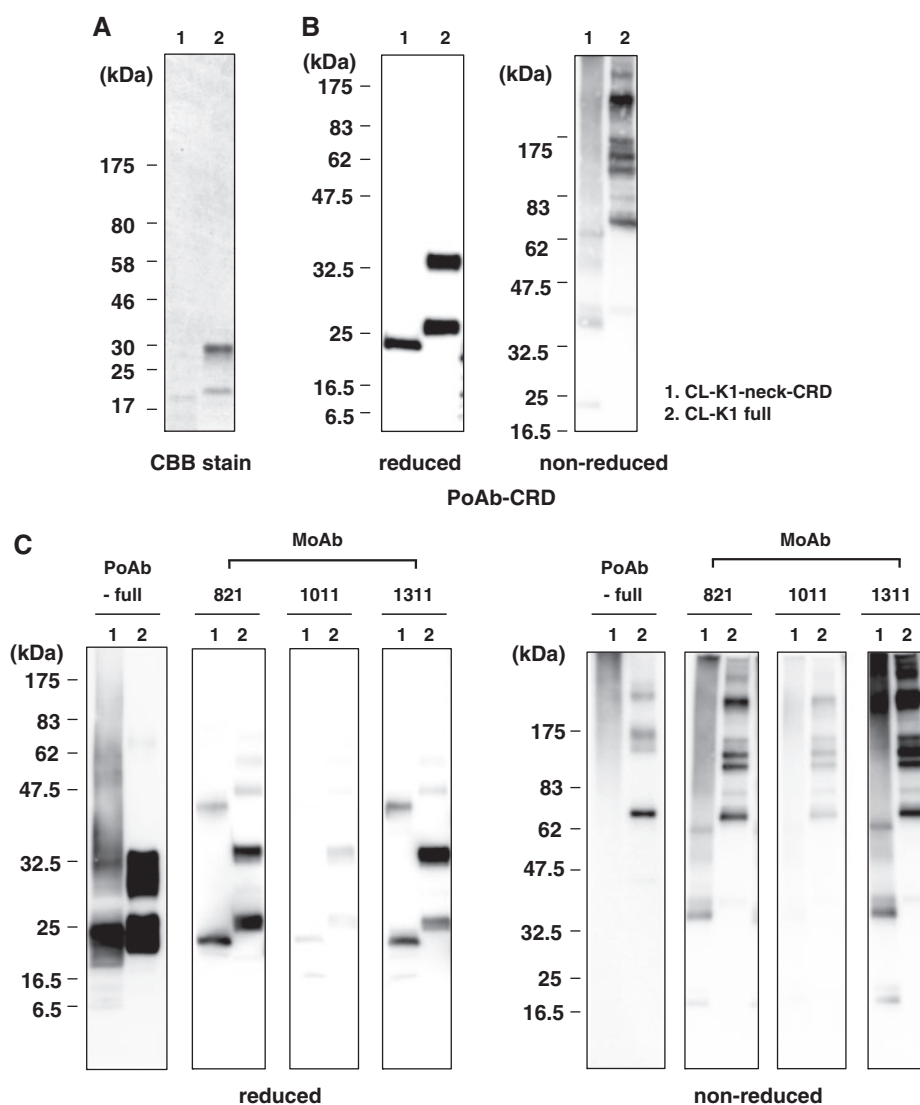 A
1 2
(kDa)
175
80
58
46
30
25
17
CBB stain
B
1 2
(kDa)
175
83
62
47.5
32.5
25
16.5
6.5
reduced
1 2
(kDa)
175
83
62
47.5
32.5
25
16.5
non-reduced
PoAb-CRD
1. CL-K1-neck-CRD
2. CL-K1 full
C
MoAb
PoAb
- full
821
1011
1311
1 2
1 2
1 2
1 2
(kDa)
175
83
62
47.5
32.5
25
16.5
6.5
reduced
MoAb
PoAb
- full
821
1011
1311
1 2
1 2
1 2
1 2
(kDa)
175
83
62
47.5
32.5
25
16.5
non-reduced